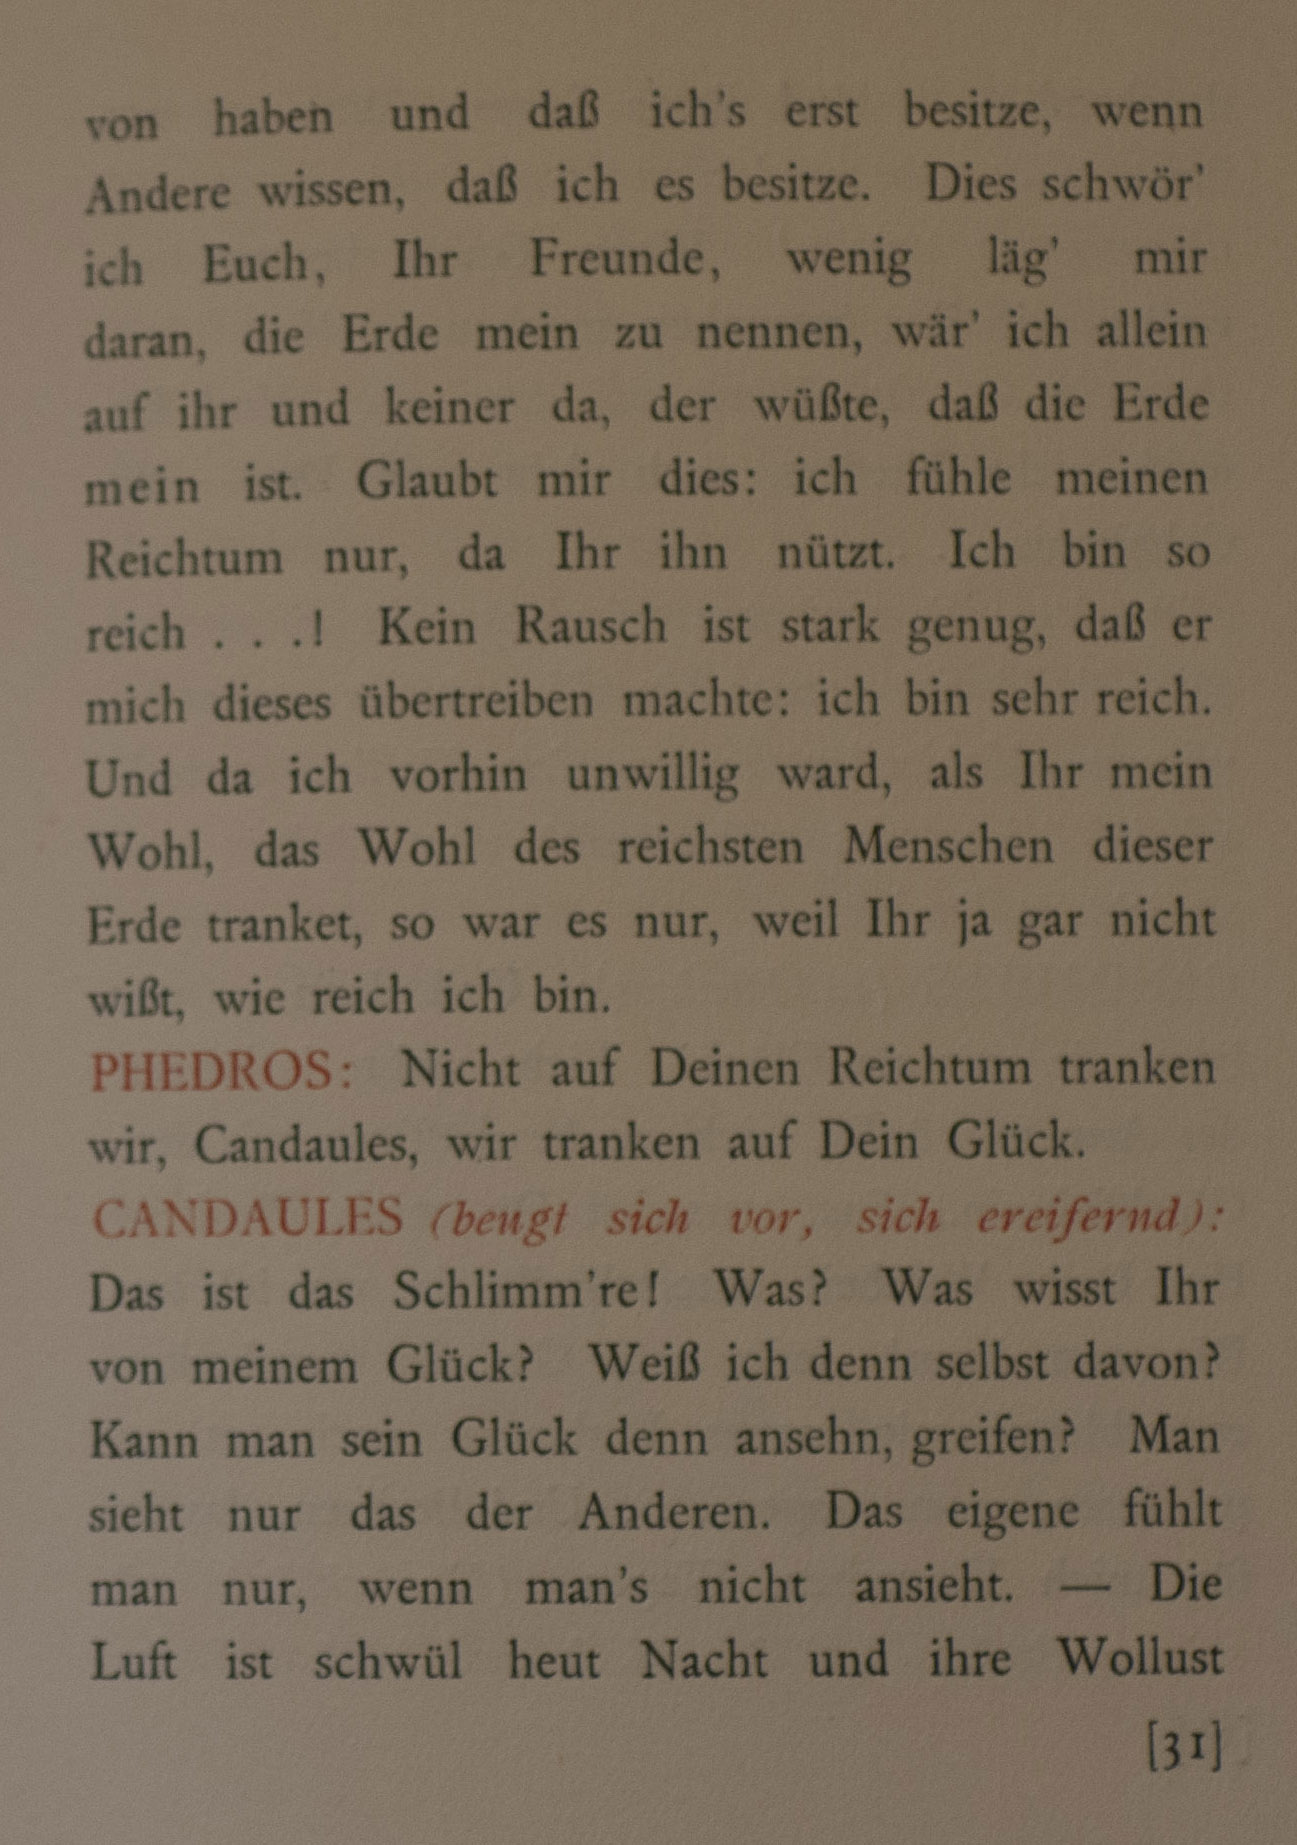 von haben und daß ich's erst besitze, wenn
Andere wissen, daß ich es besitze. Dies schwör'
ich Euch, Ihr Freunde, wenig läg' mir
daran, die Erde mein zu nennen, wär' ich allein
auf ihr und keiner da, der wüßte, daß die Erde
mein ist. Glaubt mir dies: ich fühle meinen
Reichtum nur, da Ihr ihn nützt. Ich bin so
reich . . .! Kein Rausch ist stark genug, daß er
mich dieses übertreiben machte: ich bin sehr reich.
Und da ich vorhin unwillig ward, als Ihr mein
Wohl, das Wohl des reichsten Menschen dieser
Erde tranket, so war es nur, weil Ihr ja gar nicht
wißt, wie reich ich bin.
PHEDROS: Nicht auf Deinen Reichtum tranken
wir, Candaules, wir tranken auf Dein Glück.
CANDAULES (beugt sich vor, sich ereifernd):
Das ist das Schlimm're! Was? Was wisst Ihr
von meinem Glück? Weiß ich denn selbst davon?
Kann man sein Glück denn ansehn, greifen? Man
sieht nur das der Anderen. Das eigene fühlt
man nur, wenn man's nicht ansieht. — Die
Luft ist schwül heut Nacht und ihre Wollust
[31]